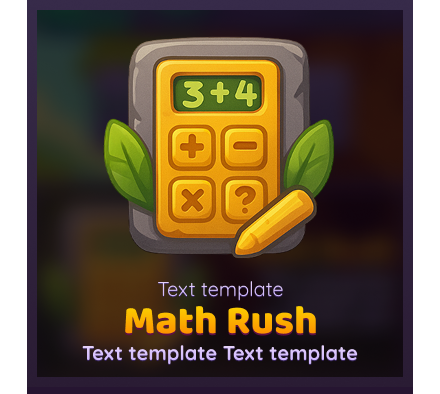 3+4
+ −
× ?
Text template
Math Rush
Text template Text template